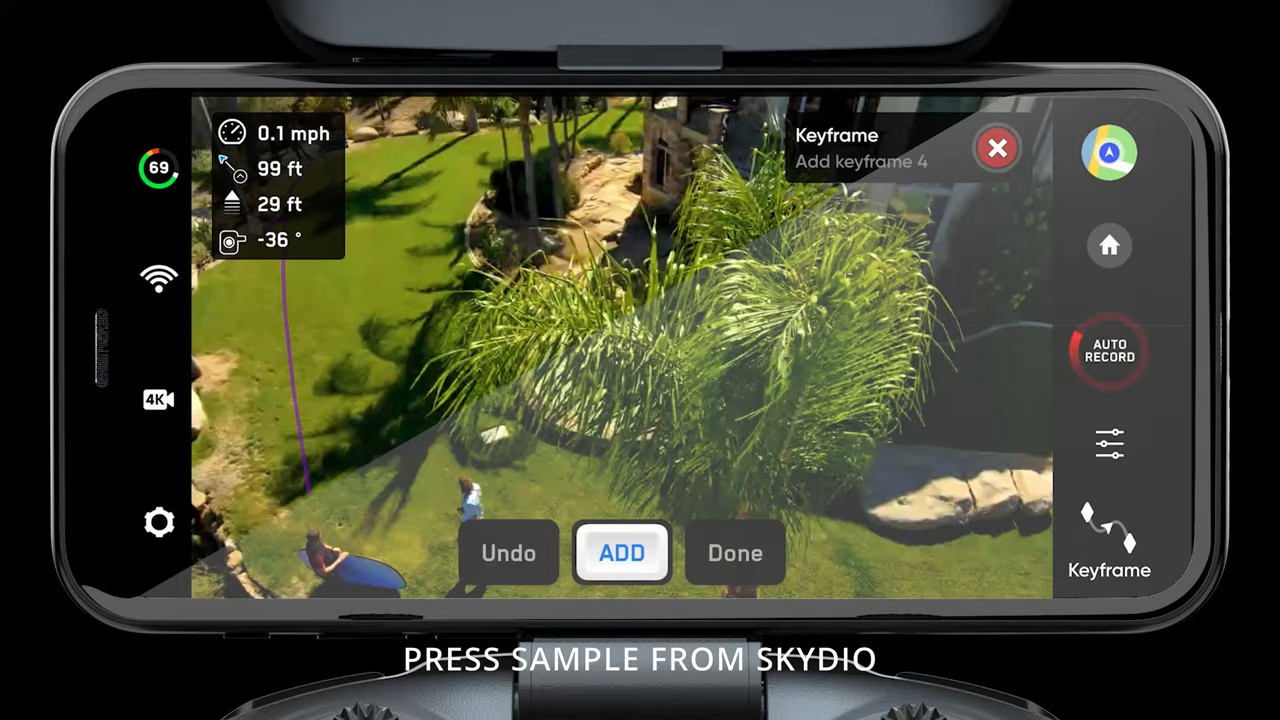 69
4K
0.1 mph
99 ft
29 ft
-36 °
Keyframe
Add keyframe 4
AUTO
RECORD
Keyframe
Undo
ADD
Done
PRESS SAMPLE FROM SKYDIO